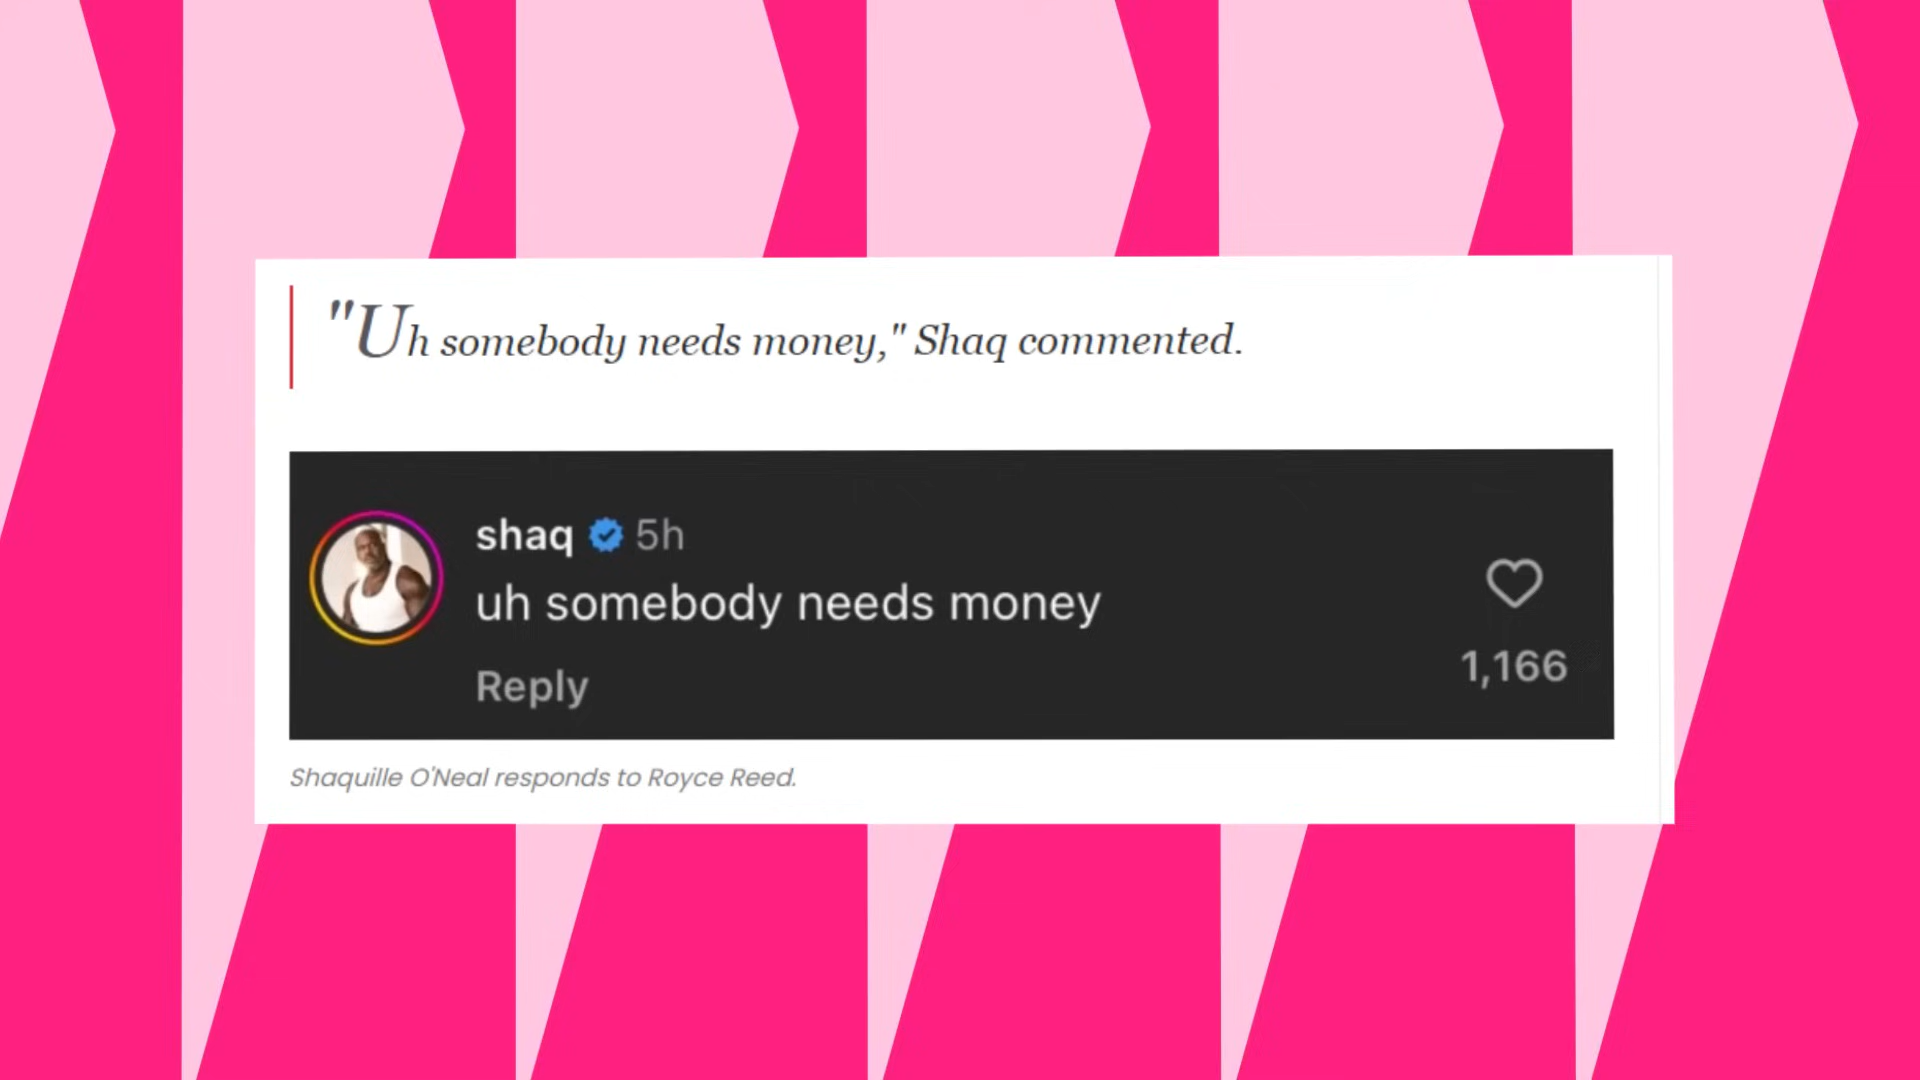 "Uh somebody needs money," Shaq commented.
shaq 5h
uh somebody needs money
1,166
Reply
Shaquille O'Neal responds to Royce Reed.